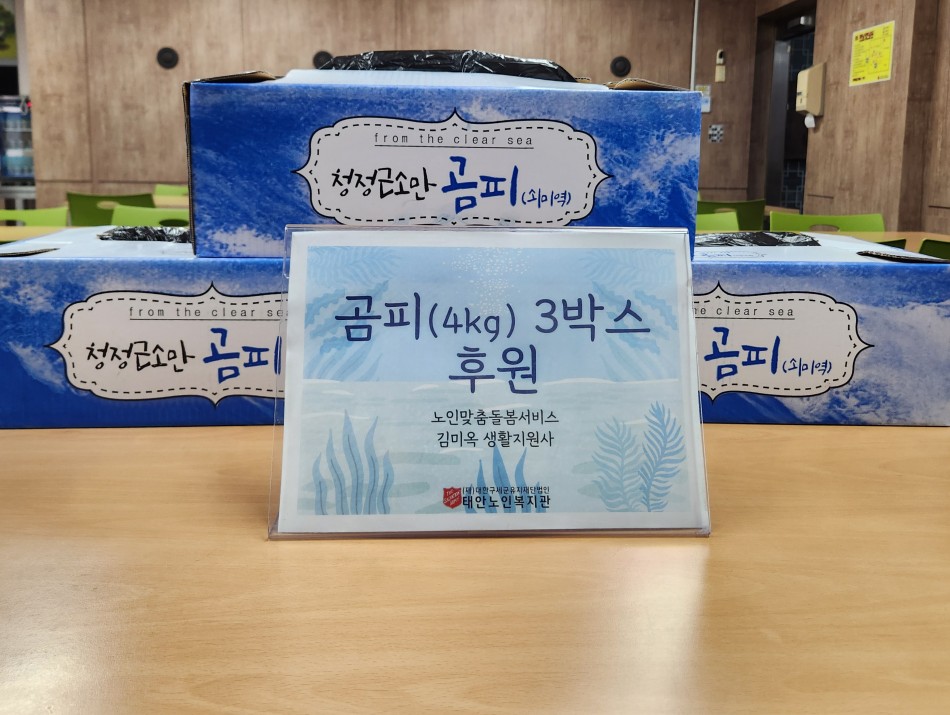 from the clear sea
청정근소만 곰피 (쇠미역)
from the clear sea
청정근소만 곰피
he clear sea
곰피 (쇠미역)
곰피(4kg) 3박스
후원
노인맞춤돌봄서비스
김미옥 생활지원사
(재)대한구세군유지재단법인
태안노인복지관